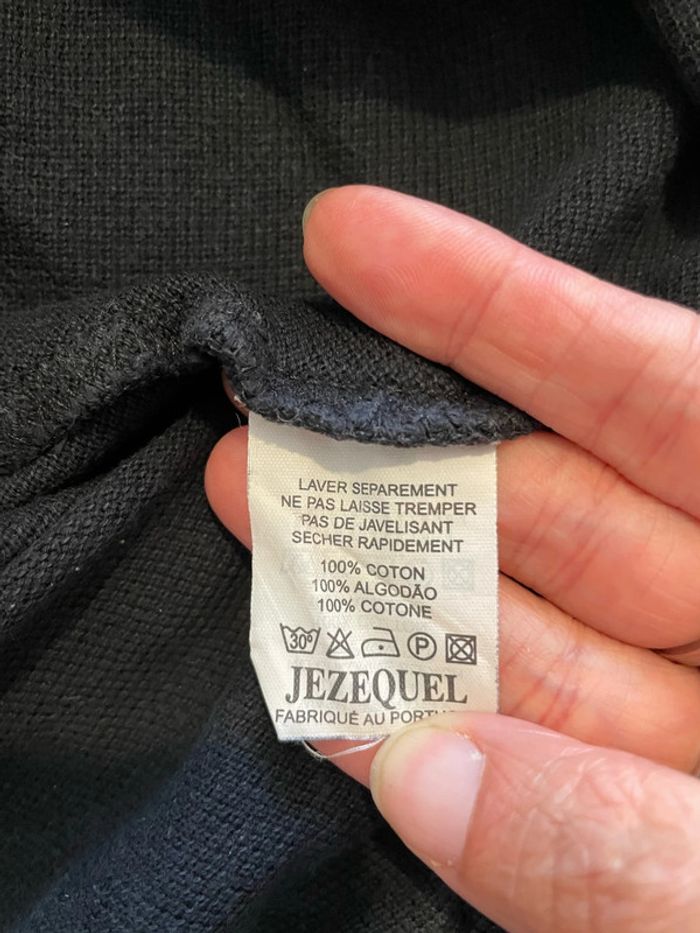 LAVER SEPAREMENT
NE PAS LAISSE TREMPER
PAS DE JAVELISANT
SECHER RAPIDEMENT
100% COTON
100% ALGODÃO
100% COTONE
30° P
JEZEQUEL
FABRIQUÉ AU